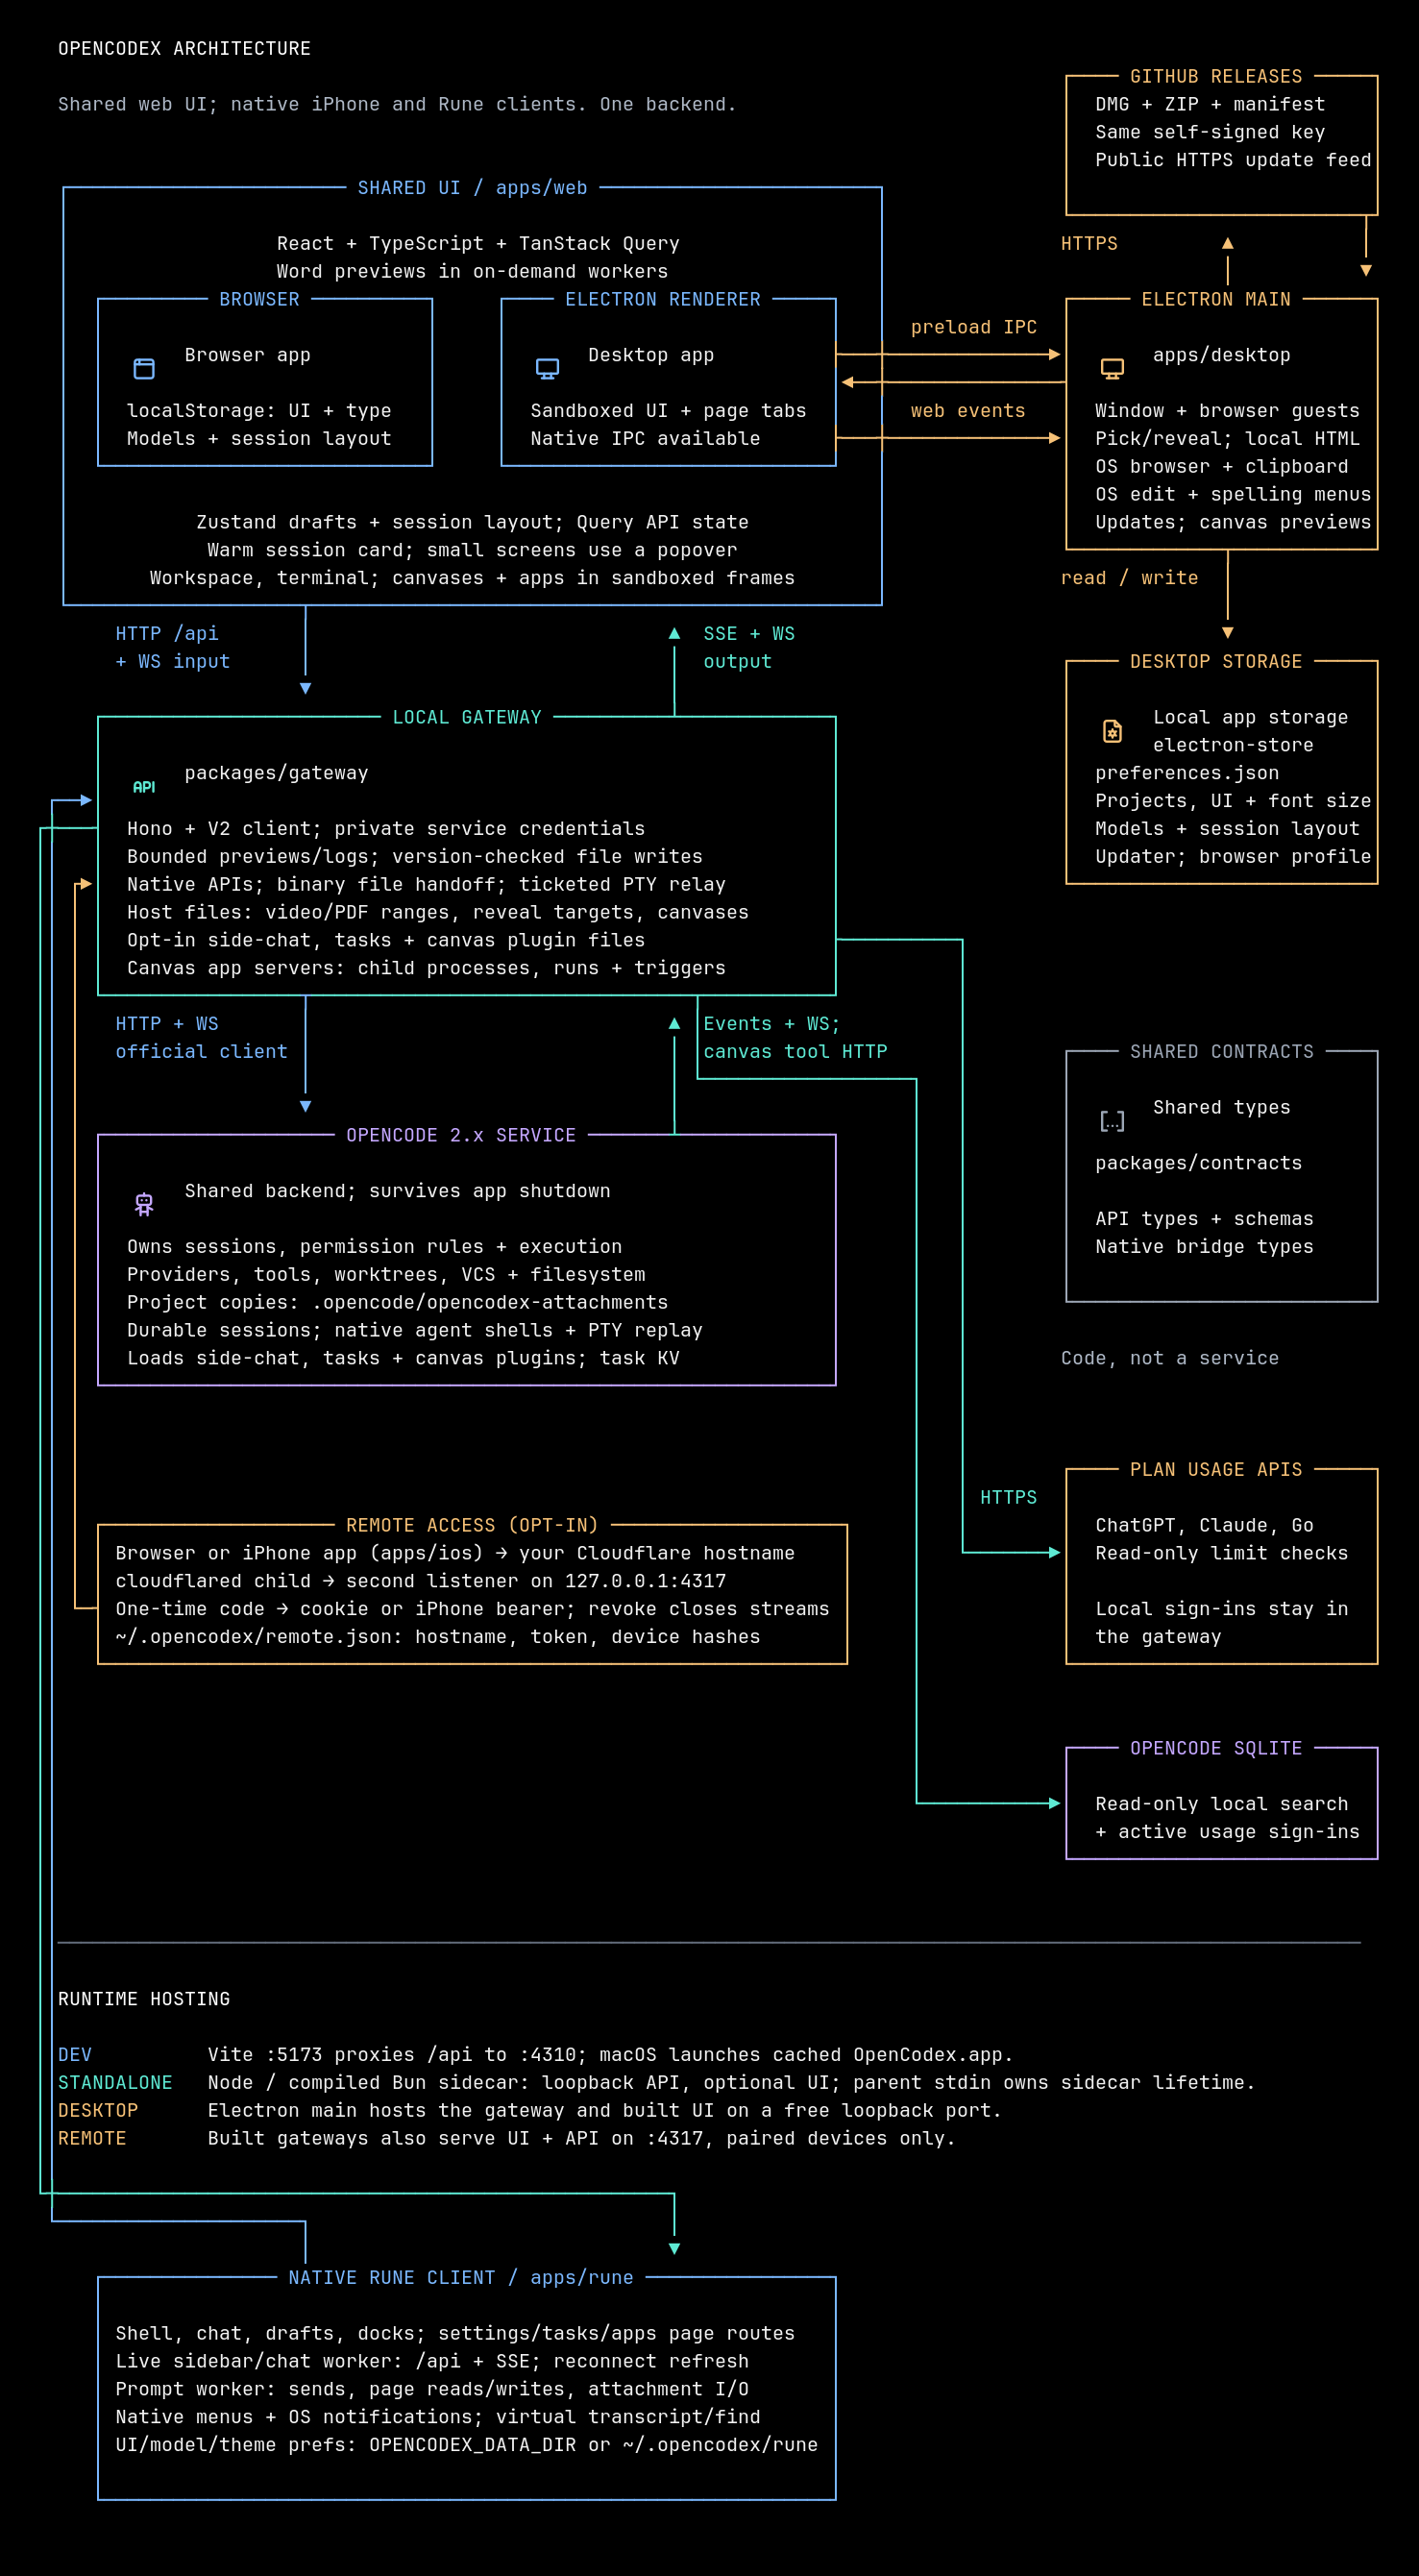 OPENCODEX ARCHITECTURE
Shared web UI; native iPhone and Rune clients. One backend.
GITHUB RELEASES
DMG + ZIP + manifest
Same self-signed key
Public HTTPS update feed
HTTPS
SHARED UI / apps/web
React + TypeScript + TanStack Query
Word previews in on-demand workers
BROWSER
Browser app
localStorage: UI + type
Models + session layout
ELECTRON RENDERER
Desktop app
Sandboxed UI + page tabs
Native IPC available
preload IPC
web events
ELECTRON MAIN
apps/desktop
Window + browser guests
Pick/reveal; local HTML
OS browser + clipboard
OS edit + spelling menus
Updates; canvas previews
Zustand drafts + session layout; Query API state
Warm session card; small screens use a popover
Workspace, terminal; canvases + apps in sandboxed frames
read / write
HTTP /api
+ WS input
SSE + WS
output
DESKTOP STORAGE
Local app storage
electron-store
preferences.json
Projects, UI + font size
Models + session layout
Updater; browser profile
LOCAL GATEWAY
API
packages/gateway
Hono + V2 client; private service credentials
Bounded previews/logs; version-checked file writes
Native APIs; binary file handoff; ticketed PTY relay
Host files: video/PDF ranges, reveal targets, canvases
Opt-in side-chat, tasks + canvas plugin files
Canvas app servers: child processes, runs + triggers
HTTP + WS
official client
Events + WS;
canvas tool HTTP
SHARED CONTRACTS
Shared types
packages/contracts
API types + schemas
Native bridge types
Code, not a service
OPENCODE 2.x SERVICE
Shared backend; survives app shutdown
Owns sessions, permission rules + execution
Providers, tools, worktrees, VCS + filesystem
Project copies: .opencode/opencodex-attachments
Durable sessions; native agent shells + PTY replay
Loads side-chat, tasks + canvas plugins; task KV
HTTPS
PLAN USAGE APIS
ChatGPT, Claude, Go
Read-only limit checks
Local sign-ins stay in
the gateway
REMOTE ACCESS (OPT-IN)
Browser or iPhone app (apps/ios) → your Cloudflare hostname
cloudflared child → second listener on 127.0.0.1:4317
One-time code → cookie or iPhone bearer; revoke closes streams
~/.opencodex/remote.json: hostname, token, device hashes
OPENCODE SQLITE
Read-only local search
+ active usage sign-ins
RUNTIME HOSTING
DEV Vite :5173 proxies /api to :4310; macOS launches cached OpenCodex.app.
STANDALONE Node / compiled Bun sidecar: loopback API, optional UI; parent stdin owns sidecar lifetime.
DESKTOP Electron main hosts the gateway and built UI on a free loopback port.
REMOTE Built gateways also serve UI + API on :4317, paired devices only.
NATIVE RUNE CLIENT / apps/rune
Shell, chat, drafts, docks; settings/tasks/apps page routes
Live sidebar/chat worker: /api + SSE; reconnect refresh
Prompt worker: sends, page reads/writes, attachment I/O
Native menus + OS notifications; virtual transcript/find
UI/model/theme prefs: OPENCODEX_DATA_DIR or ~/.opencodex/rune